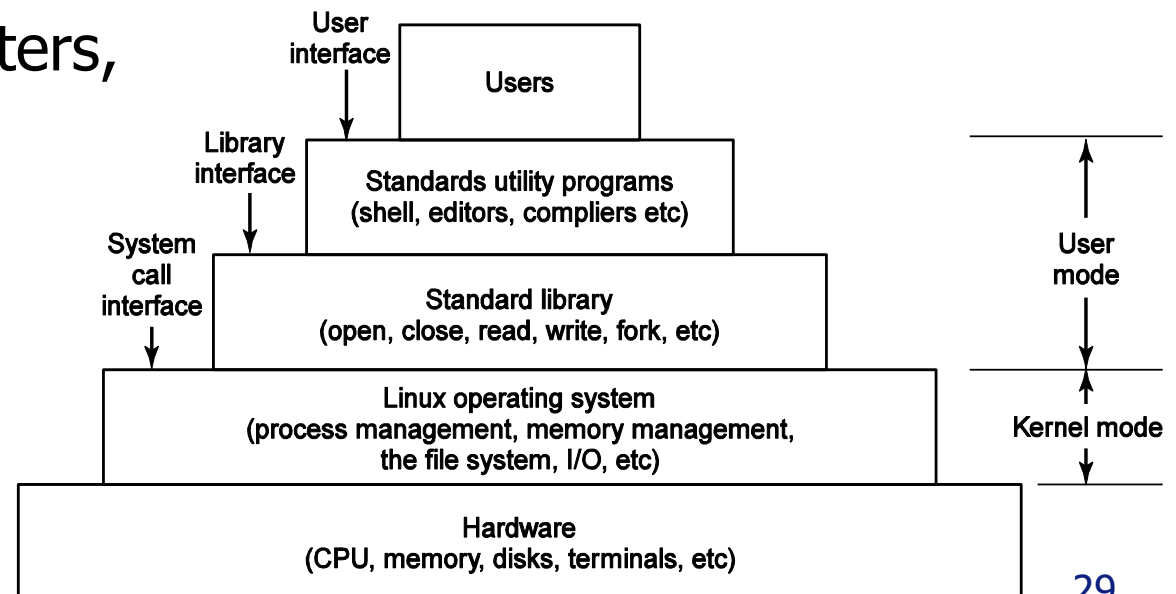 ters,
User
interface
Users
Library
interface
Standards utility programs
(shell, editors, compliers etc)
System
call
interface
Standard library
(open, close, read, write, fork, etc)
User
mode
Linux operating system
(process management, memory management,
the file system, I/O, etc)
Kernel mode
Hardware
(CPU, memory, disks, terminals, etc)
29